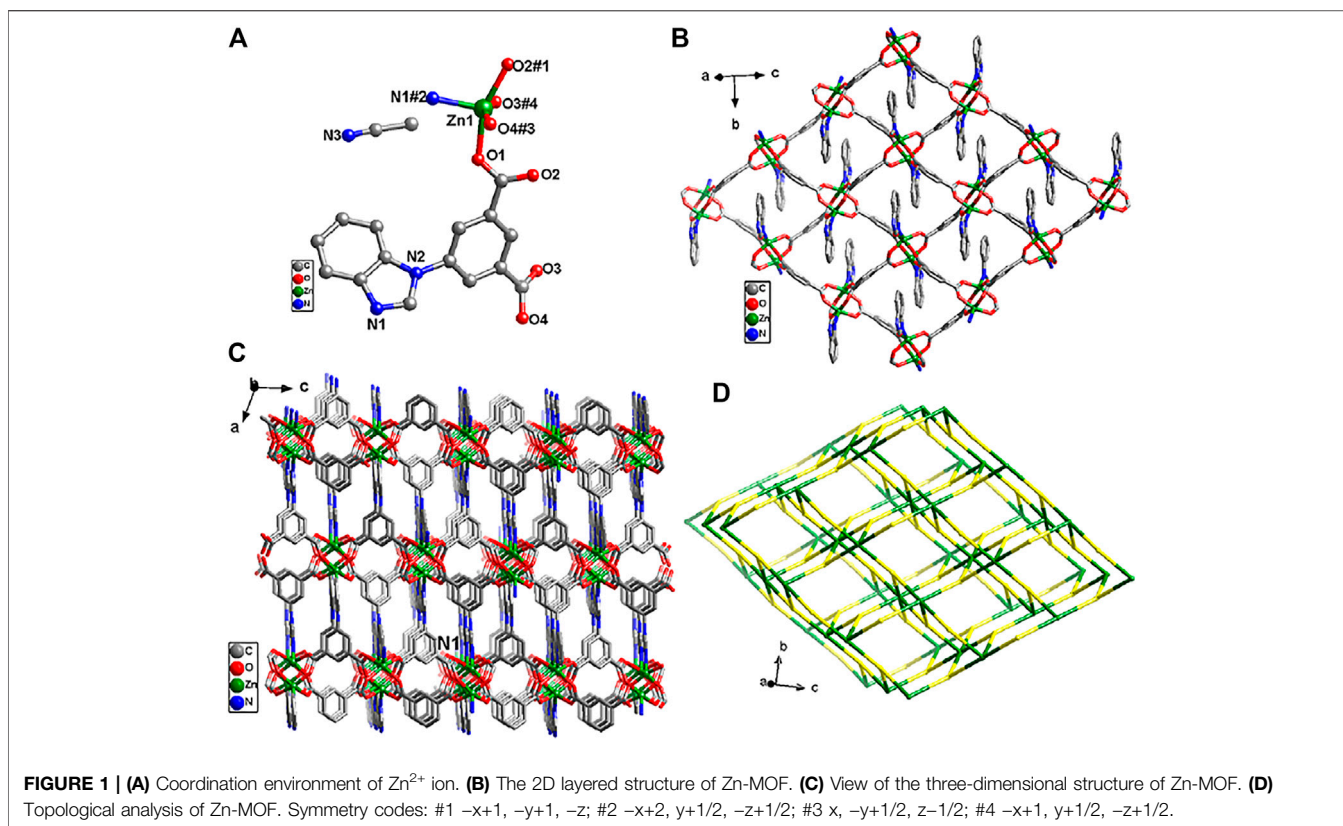 A
O2#1
N1#2
O3#4
Zn1
O4#3
N3
O1
O2
N2
O3
N1
O4
C
O
Zn
N
B
a
c
b
C
O
Zn
N
C
b
c
a
N1
C
O
Zn
N
D
b
a
c
FIGURE 1 | (A) Coordination environment of Zn2+ ion. (B) The 2D layered structure of Zn-MOF. (C) View of the three-dimensional structure of Zn-MOF. (D)
Topological analysis of Zn-MOF. Symmetry codes: #1 –x+1, –y+1, –z; #2 –x+2, y+1/2, –z+1/2; #3 x, –y+1/2, z–1/2; #4 –x+1, y+1/2, –z+1/2.